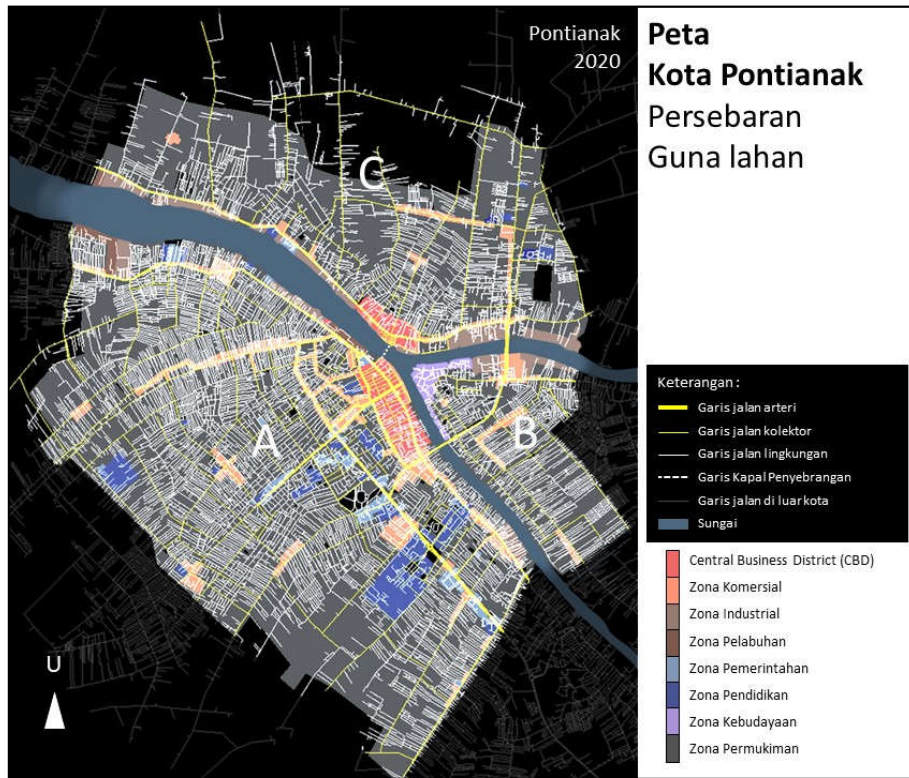 Pontianak
2020
Peta
Kota Pontianak
Persebaran
Guna lahan
C
A
B
U
Keterangan :
Garis jalan arteri
Garis jalan kolektor
Garis jalan lingkungan
Garis Kapal Penyebrangan
Garis jalan di luar kota
Sungai
Central Business District (CBD)
Zona Komersial
Zona Industrial
Zona Pelabuhan
Zona Pemerintahan
Zona Pendidikan
Zona Kebudayaan
Zona Permukiman